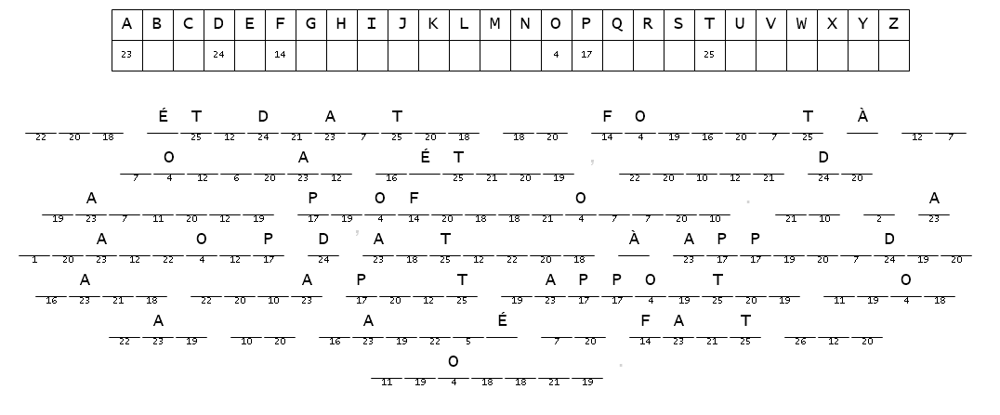 A B C D E F G H I J K L M N O P Q R S T U V W X Y Z
23 24 14 4 17 25
É T D A T F O T À
22 20 18 25 12 24 21 23 7 25 20 18 18 20 14 4 19 16 20 7 25 12 7
O A É T , D
7 4 12 6 20 23 12 16 25 21 20 19 22 20 10 12 21 24 20
A P O F O . A
19 23 7 11 20 12 19 17 19 4 14 20 18 18 21 4 7 7 20 10 21 10 2 23
A O P D ' A T À A P P D
1 20 23 12 22 4 12 17 24 23 18 25 12 22 20 18 23 17 17 19 20 7 24 19 20
A A P T A P P O T O
16 23 21 18 22 20 10 23 17 20 12 25 19 23 17 17 4 19 25 20 19 11 19 4 18
A A É F A T
22 23 19 10 20 16 23 19 22 5 7 20 14 23 21 25 26 12 20
O .
11 19 4 18 18 21 19